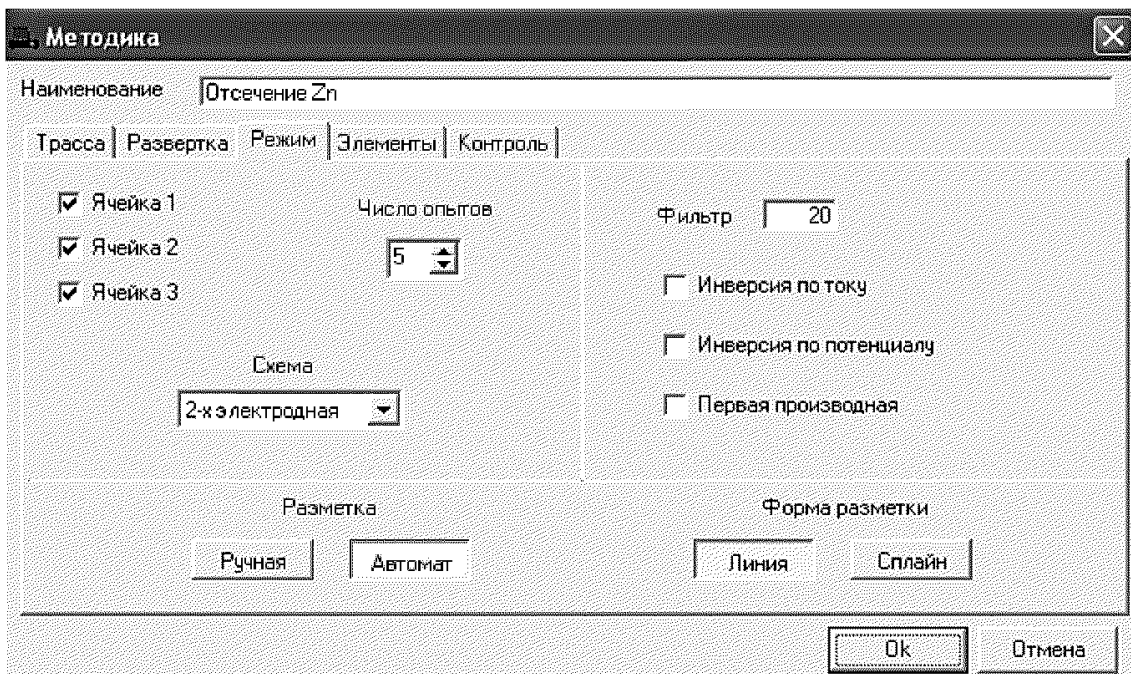 Методика
Наименование Отсечение Zn
Трасса Развертка Режим Элементы Контроль
Ячейка 1 Число опытов Фильтр 20
Ячейка 2 5
Ячейка 3 Инверсия по току
Инверсия по потенциалу
Схема
2-х электродная Первая производная
Разметка Форма разметки
Ручная Автомат Линия Сплайн
Ok Отмена